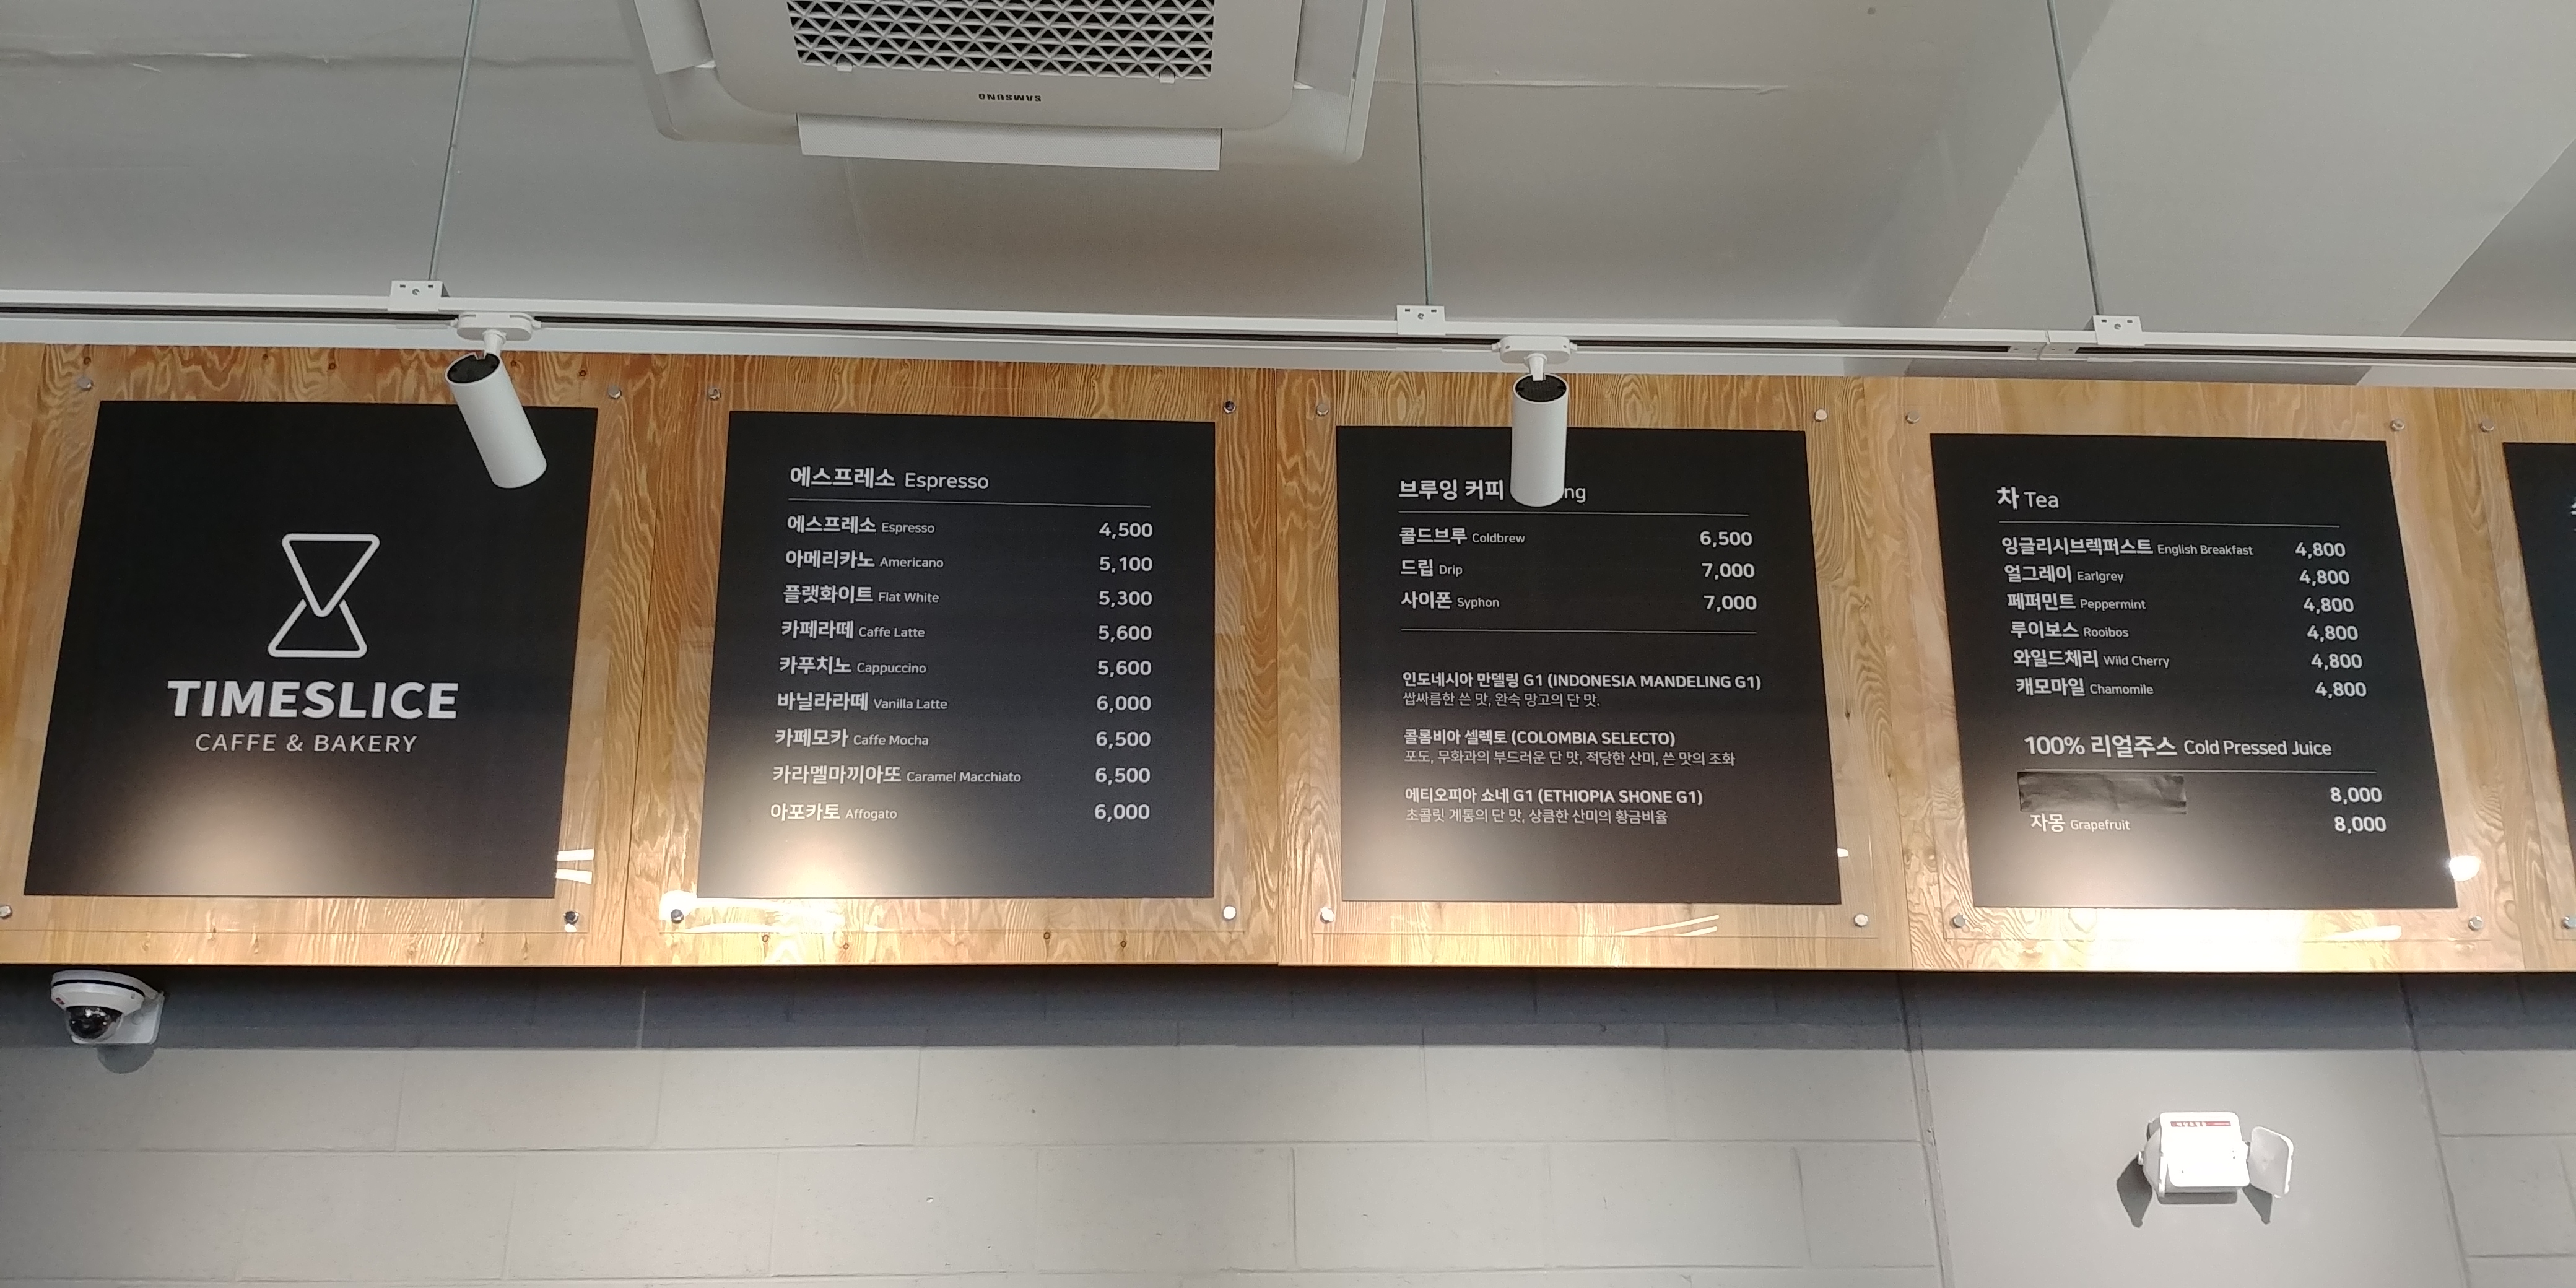 SAMSUNG
TIMESLICE
CAFFE & BAKERY
에스프레소 Espresso
에스프레소 Espresso 4,500
아메리카노 Americano 5,100
플랫화이트 Flat White 5,300
카페라떼 Caffe Latte 5,600
카푸치노 Cappuccino 5,600
바닐라라떼 Vanilla Latte 6,000
카페모카 Caffe Mocha 6,500
카라멜마끼아또 Caramel Macchiato 6,500
아포카토 Affogato 6,000
브루잉 커피
콜드브루 Coldbrew 6,500
드립 Drip 7,000
사이폰 Syphon 7,000
인도네시아 만델링 G1 (INDONESIA MANDELING G1)
쌉싸름한 쓴 맛, 완숙 망고의 단 맛.
콜롬비아 셀렉토 (COLOMBIA SELECTO)
포도, 무화과의 부드러운 단 맛, 적당한 산미, 쓴 맛의 조화
에티오피아 쇼네 G1 (ETHIOPIA SHONE G1)
초콜릿 계통의 단 맛, 상큼한 산미의 황금비율
차 Tea
잉글리시브렉퍼스트 English Breakfast 4,800
얼그레이 Earlgrey 4,800
페퍼민트 Peppermint 4,800
루이보스 Rooibos 4,800
와일드체리 Wild Cherry 4,800
캐모마일 Chamomile 4,800
100% 리얼주스 Cold Pressed Juice
8,000
자몽 Grapefruit 8,000